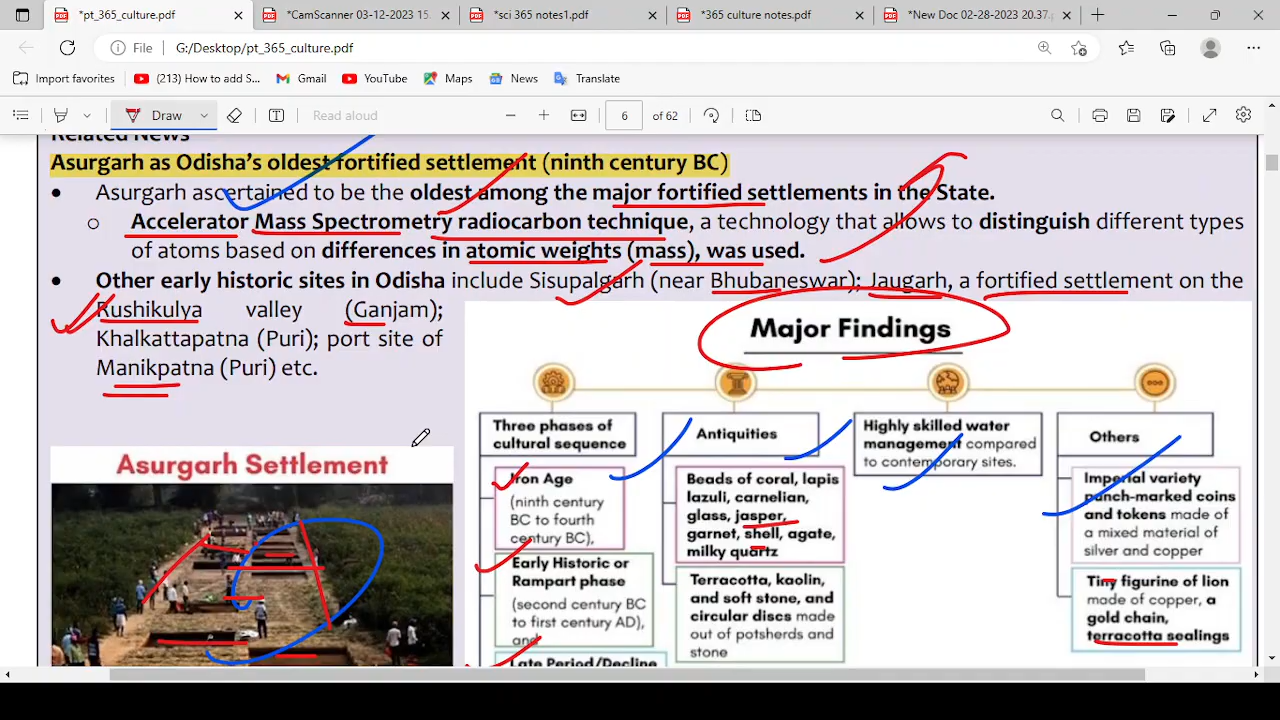 *pt_365_culture.pdf
*CamScanner 03-12-2023 15.
*sci 365 notes1.pdf
*365 culture notes.pdf
*New Doc 02-28-2023 20.37.p
File
G:/Desktop/pt_365_culture.pdf
Import favorites
(213) How to add S...
Gmail
YouTube
Maps
News
Translate
Draw
Read aloud
6
of 62
Related News
Asurgarh as Odisha's oldest fortified settlement (ninth century BC)
• Asurgarh ascertained to be the oldest among the major fortified settlements in the State.
o Accelerator Mass Spectrometry radiocarbon technique, a technology that allows to distinguish different types
of atoms based on differences in atomic weights (mass), was used.
• Other early historic sites in Odisha include Sisupalgarh (near Bhubaneswar); Jaugarh, a fortified settlement on the
Rushikulya valley (Ganjam);
Khalkattapatna (Puri); port site of
Manikpatna (Puri) etc.
Asurgarh Settlement
Major Findings
Three phases of
cultural sequence
Iron Age
(ninth century
BC to fourth
century BC),
Early Historic or
Rampart phase
(second century BC
to first century AD),
and
Late Period/Decline
Antiquities
Beads of coral, lapis
lazuli, carnelian,
glass, jasper,
garnet, shell, agate,
milky quartz
Terracotta, kaolin,
and soft stone, and
circular discs made
out of potsherds and
stone
Highly skilled water
management compared
to contemporary sites.
Others
Imperial variety
punch-marked coins
and tokens made of
a mixed material of
silver and copper
Tiny figurine of lion
made of copper, a
gold chain,
terracotta sealings